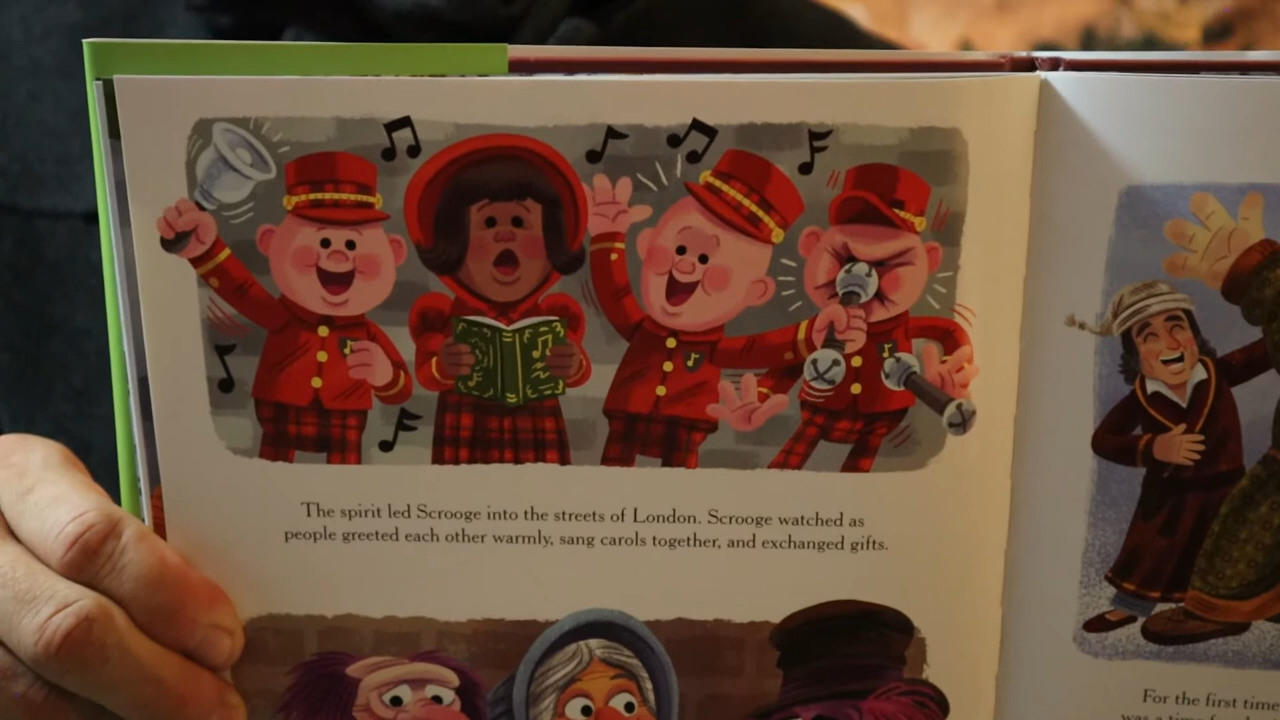 The spirit led Scrooge into the streets of London. Scrooge watched as
people greeted each other warmly, sang carols together, and exchanged gifts.
For the first time
was a